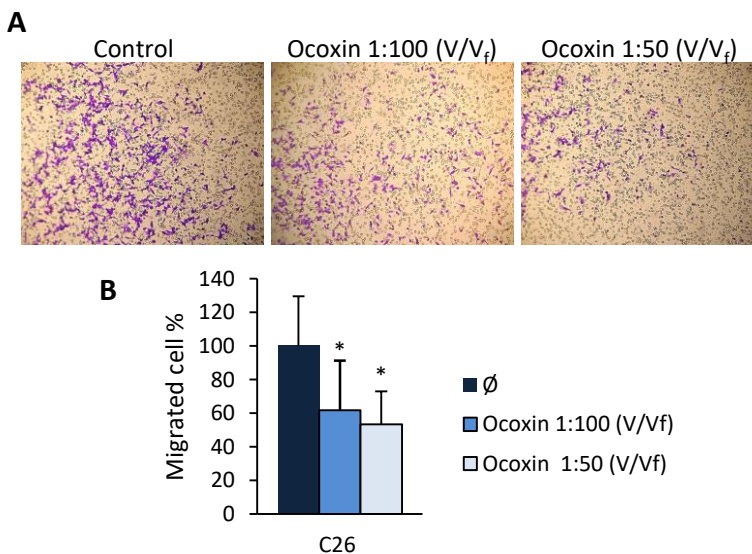 A
Control
Ocoxin 1:100 (V/Vf)
Ocoxin 1:50 (V/Vf)
B
Migrated cell %
140
120
100
80
60
40
20
0
*
*
C26
Ø
Ocoxin 1:100 (V/Vf)
Ocoxin 1:50 (V/Vf)